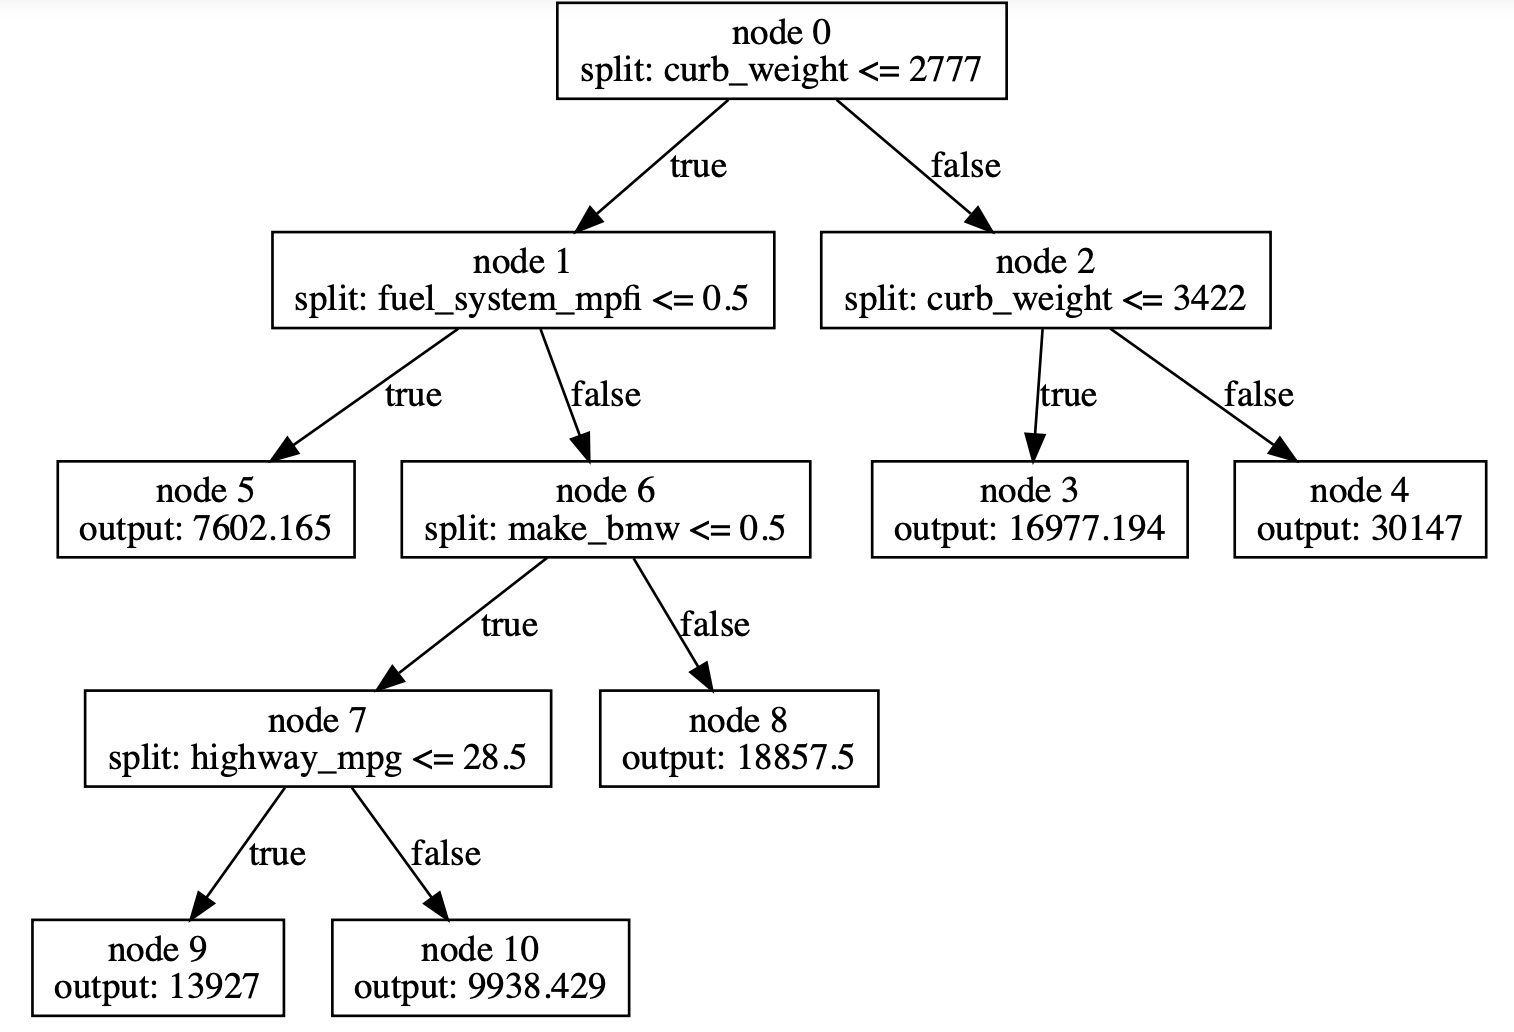 node 0
split: curb_weight <= 2777
true
false
node 1
split: fuel_system_mpfi <= 0.5
node 2
split: curb_weight <= 3422
true
false
true
false
node 5
output: 7602.165
node 6
split: make_bmw <= 0.5
node 3
output: 16977.194
node 4
output: 30147
true
false
node 7
split: highway_mpg <= 28.5
node 8
output: 18857.5
true
false
node 9
output: 13927
node 10
output: 9938.429